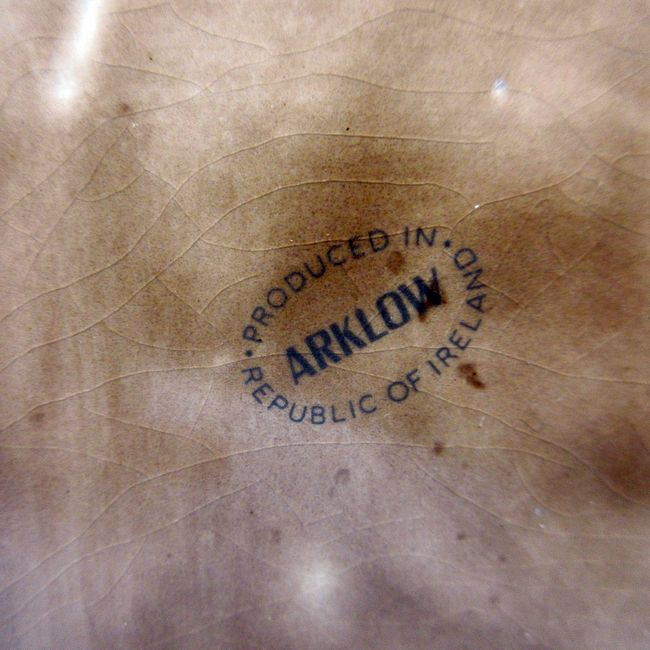 • PRODUCED IN •
ARKLOW
REPUBLIC OF IRELAND